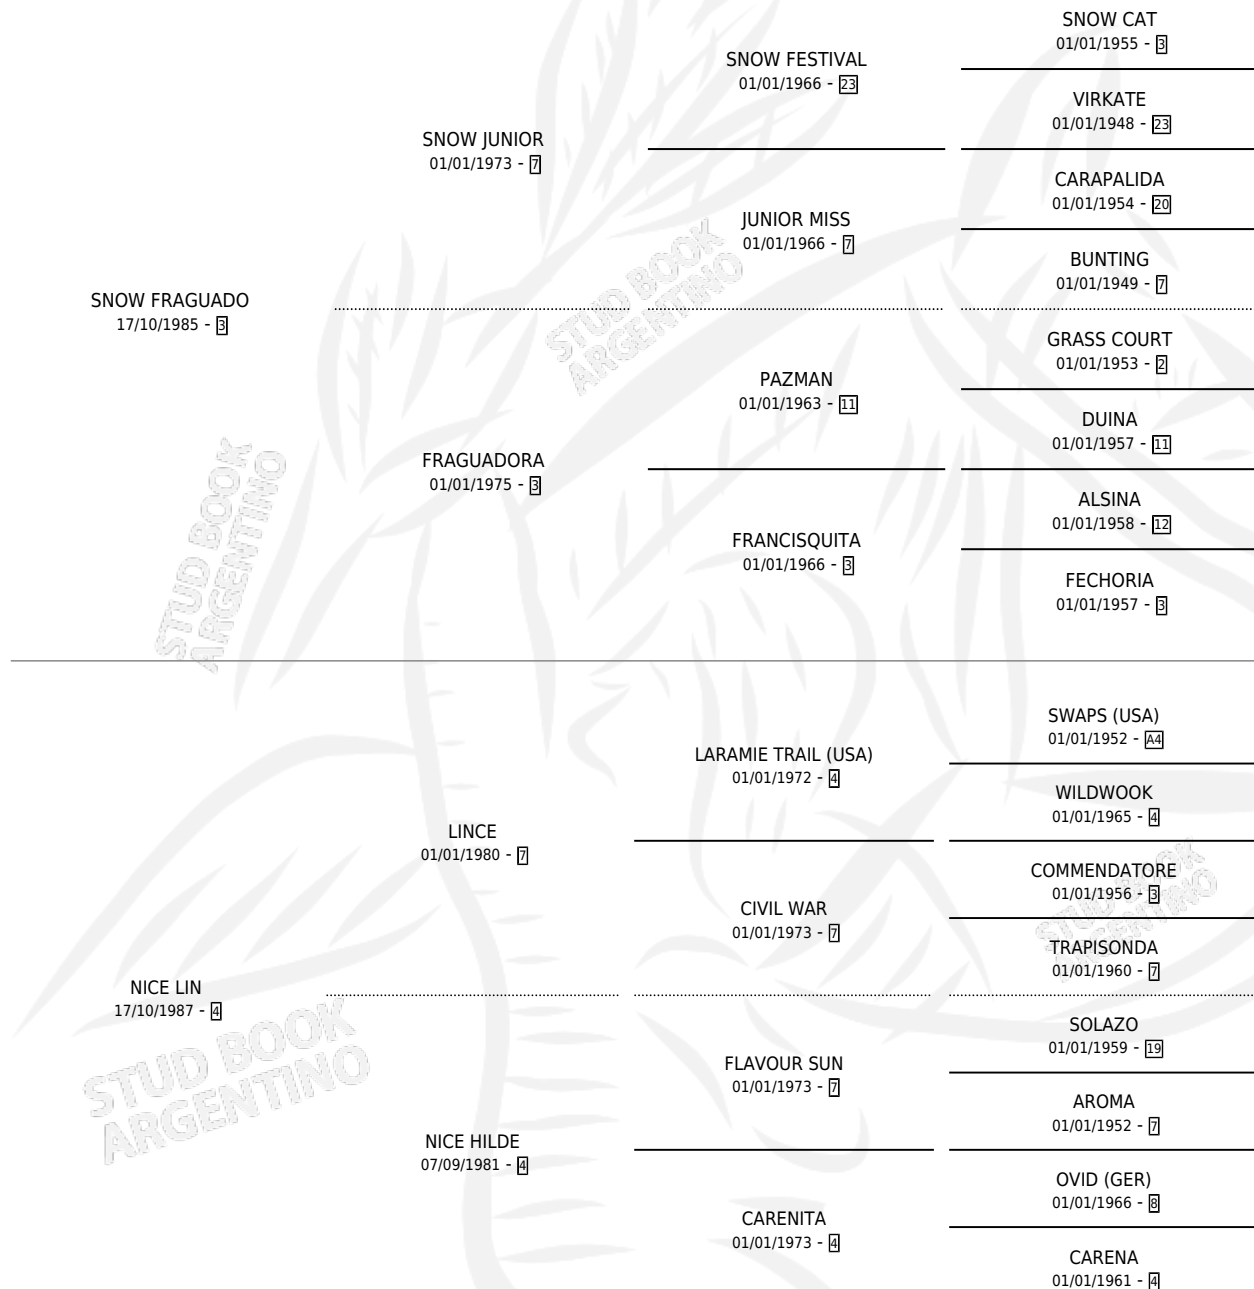 SNOW FRAGUADO
17/10/1985 - 3
SNOW JUNIOR
01/01/1973 - 7
FRAGUADORA
01/01/1975 - 3
SNOW FESTIVAL
01/01/1966 - 23
JUNIOR MISS
01/01/1966 - 7
PAZMAN
01/01/1963 - 11
FRANCISQUITA
01/01/1966 - 3
SNOW CAT
01/01/1955 - 3
VIRKATE
01/01/1948 - 23
CARAPALIDA
01/01/1954 - 20
BUNTING
01/01/1949 - 7
GRASS COURT
01/01/1953 - 2
DUINA
01/01/1957 - 11
ALSINA
01/01/1958 - 12
FECHORIA
01/01/1957 - 3
NICE LIN
17/10/1987 - 4
LINCE
01/01/1980 - 7
NICE HILDE
07/09/1981 - 4
LARAMIE TRAIL (USA)
01/01/1972 - 4
CIVIL WAR
01/01/1973 - 7
FLAVOUR SUN
01/01/1973 - 7
CARENITA
01/01/1973 - 4
SWAPS (USA)
01/01/1952 - A4
WILDWOOK
01/01/1965 - 4
COMMENDATORE
01/01/1956 - 3
TRAPISONDA
01/01/1960 - 7
SOLAZO
01/01/1959 - 19
AROMA
01/01/1952 - 7
OVID (GER)
01/01/1966 - 8
CARENA
01/01/1961 - 4
STUD BOOK
ARGENTINO
STUD BOOK
ARGENTINO
STUD BOOK
ARGENTINO
STUD BOOK
ARGENTINO